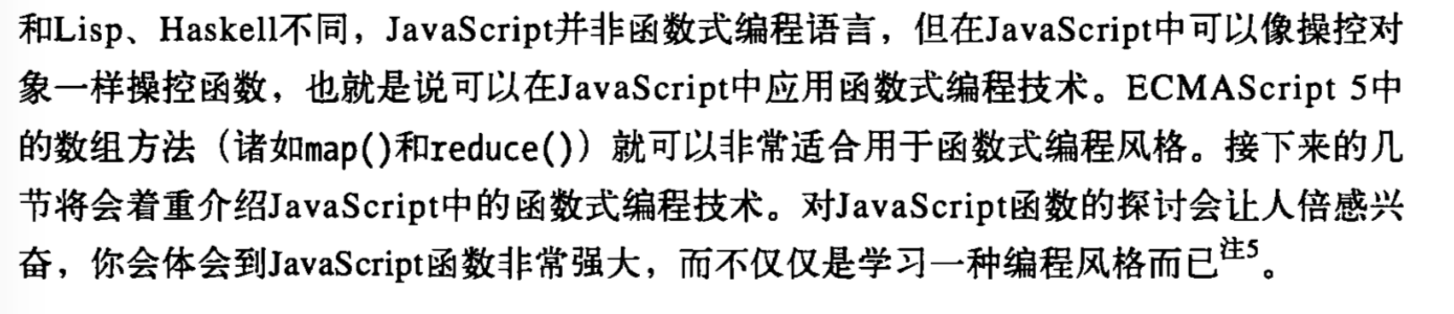 和Lisp、Haskell不同，JavaScript并非函数式编程语言，但在JavaScript中可以像操控对
象一样操控函数，也就是说可以在JavaScript中应用函数式编程技术。ECMAScript 5中
的数组方法（诸如map()和reduce()）就可以非常适合用于函数式编程风格。接下来的几
节将会着重介绍JavaScript中的函数式编程技术。对JavaScript函数的探讨会让人倍感兴
奋，你会体会到JavaScript函数非常强大，而不仅仅是学习一种编程风格而已注5。